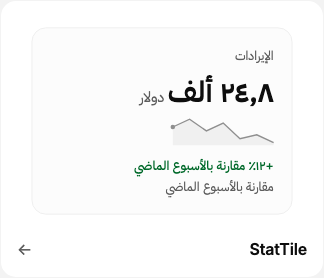 الإيرادات
٢٤,٨ ألف دولار
+١٢٪ مقارنة بالأسبوع الماضي
مقارنة بالأسبوع الماضي
StatTile